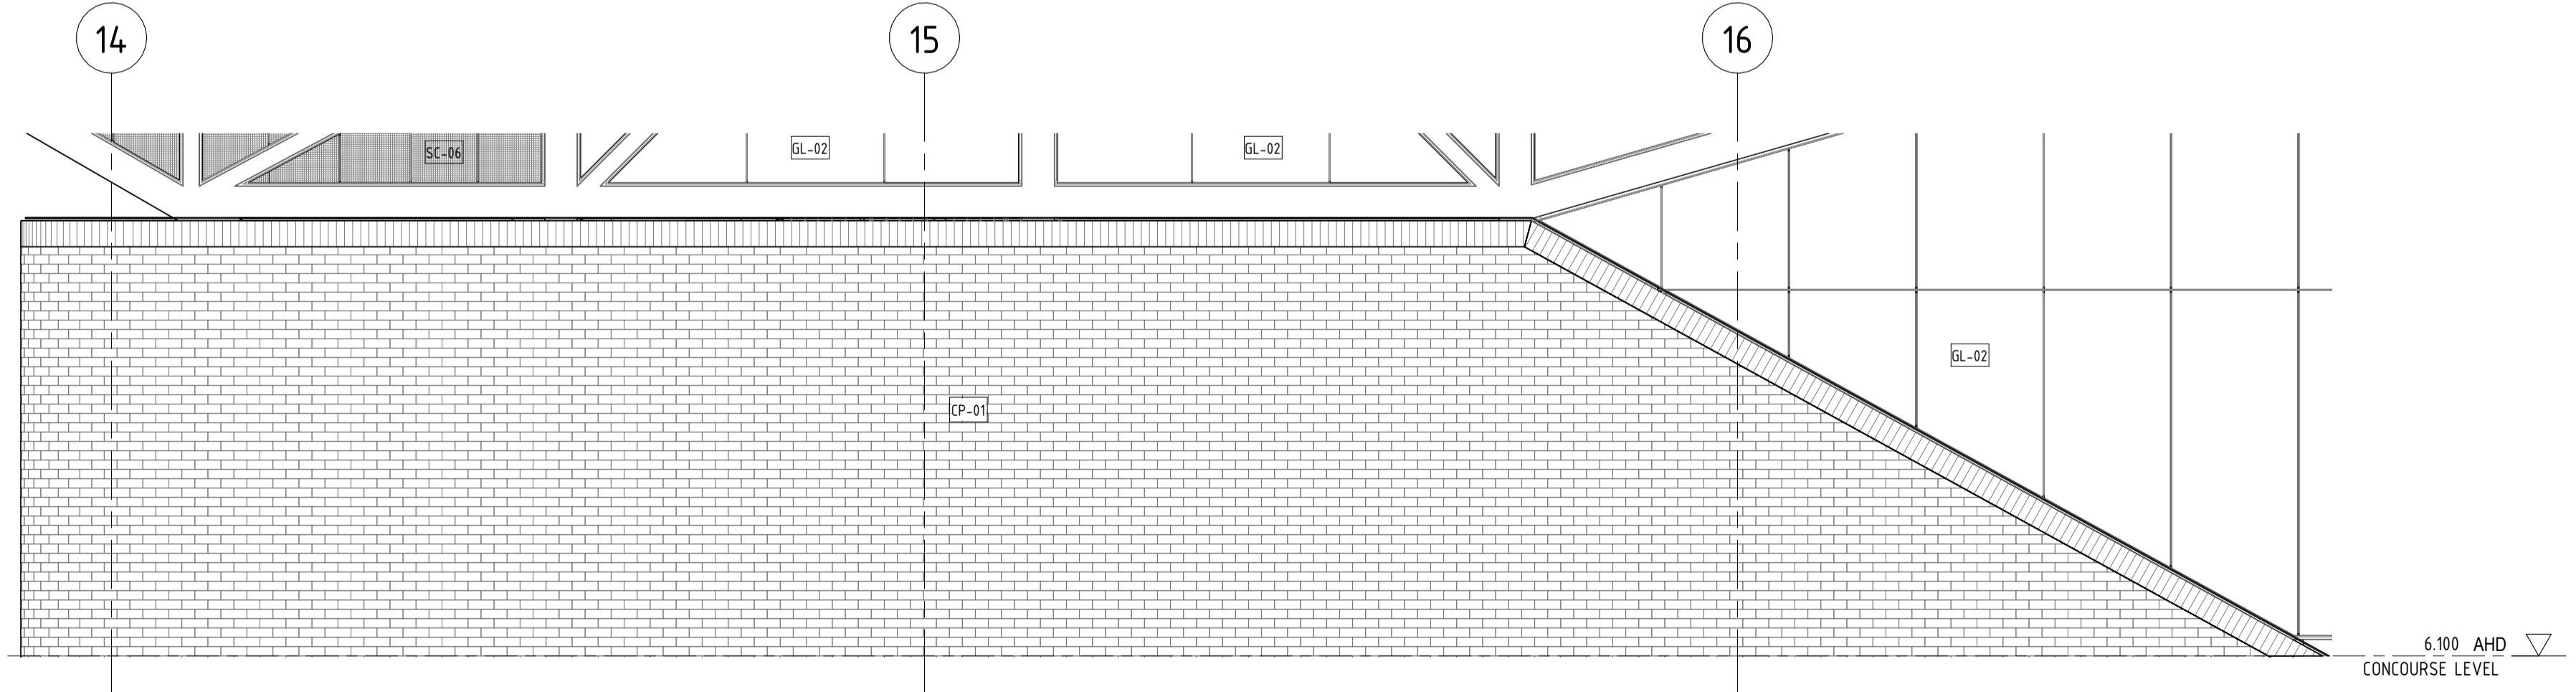 14
15
16
SC-06
GL-02
GL-02
GL-02
CP-01
6.100 AHD
CONCOURSE LEVEL